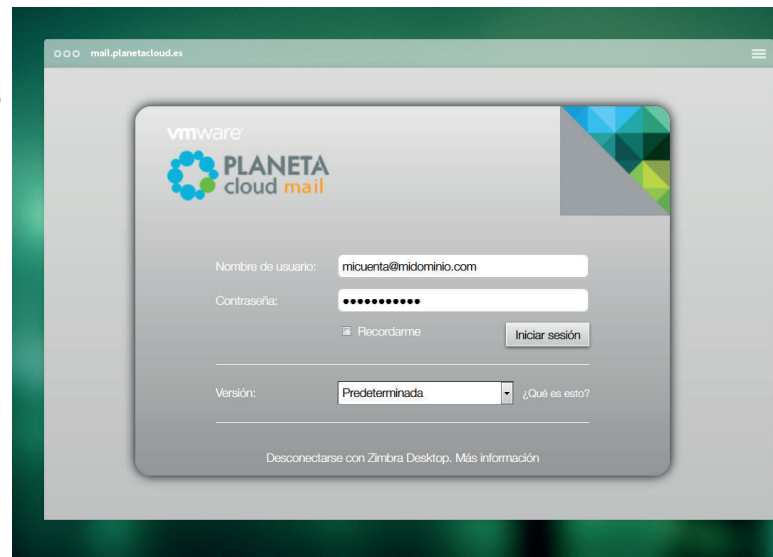 mail.planetacloud.es
vmware
PLANETA
cloud mail
Nombre de usuario: micuenta@midominio.com
Contraseña: •••••••••••
Recordarme Iniciar sesión
Versión: Predeterminada ¿Qué es esto?
Desconectarse con Zimbra Desktop. Más información